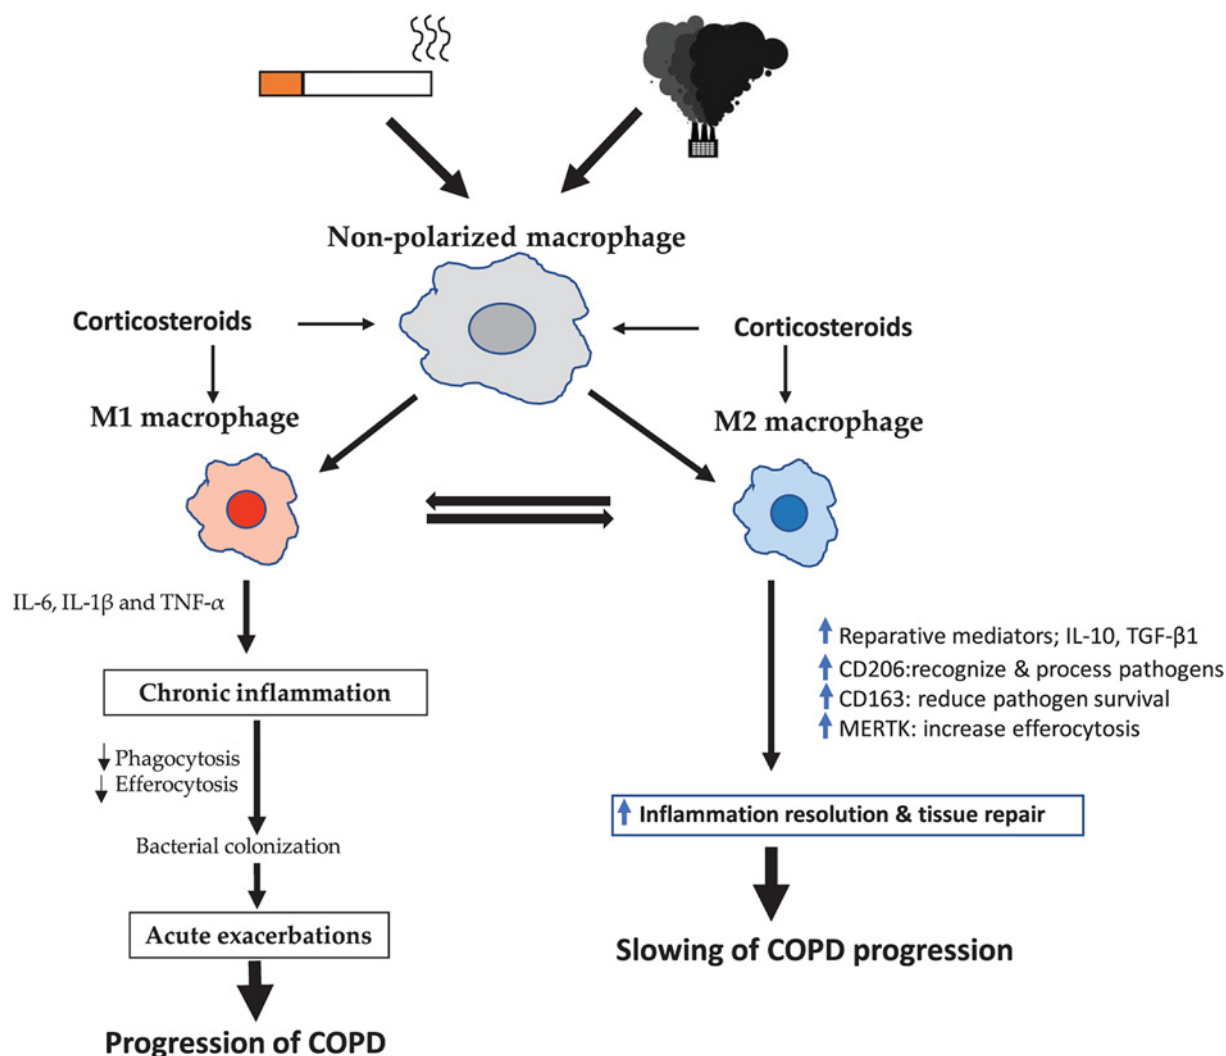 Non-polarized macrophage
Corticosteroids
Corticosteroids
M1 macrophage
M2 macrophage
IL-6, IL-1β and TNF-α
Chronic inflammation
Phagocytosis
Efferocytosis
Bacterial colonization
Acute exacerbations
Progression of COPD
Reparative mediators; IL-10, TGF-β1
CD206:recognize & process pathogens
CD163: reduce pathogen survival
MERTK: increase efferocytosis
Inflammation resolution & tissue repair
Slowing of COPD progression